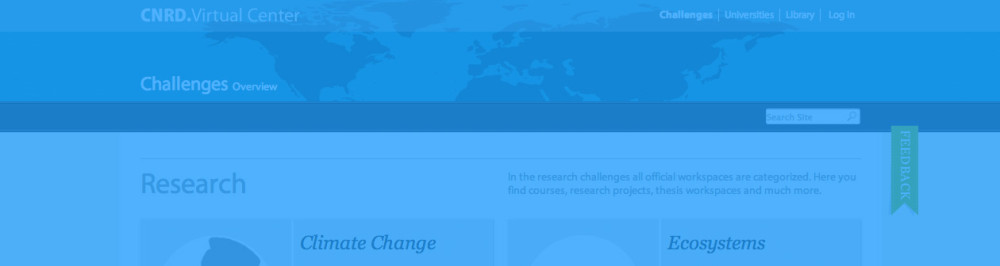 CNRD.Virtual Center
Challenges Universities Library Log in
Challenges Overview
Search Site
FEEDBACK
Research
In the research challenges all official workspaces are categorized. Here you
find courses, research projects, thesis workspaces and much more.
Climate Change
Ecosystems